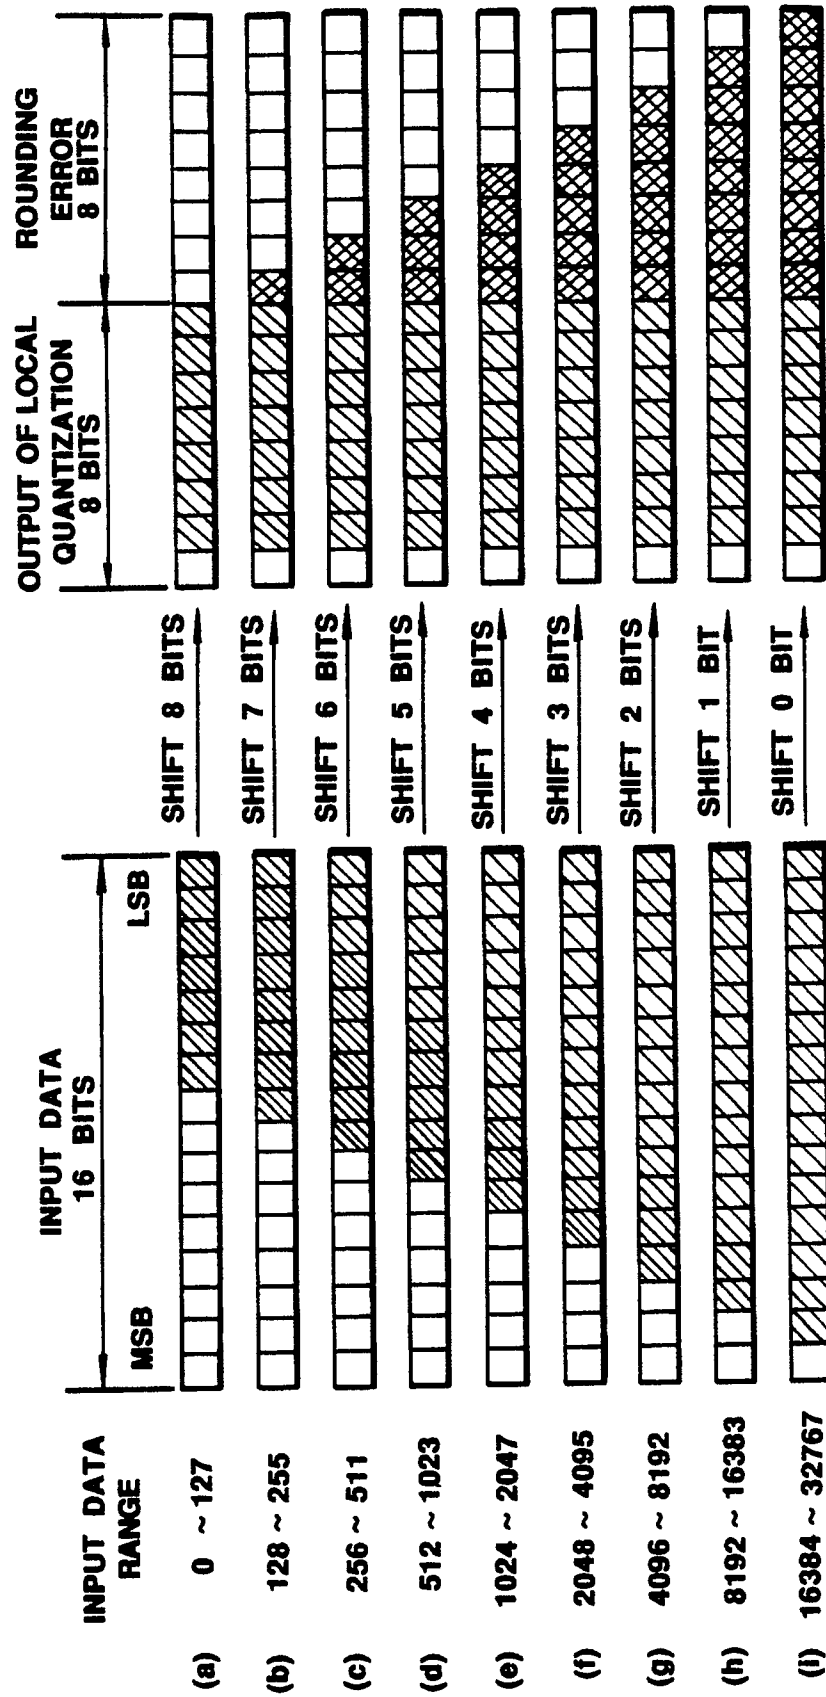 INPUT DATA
RANGE
INPUT DATA
16 BITS
MSB
LSB
OUTPUT OF LOCAL
QUANTIZATION
8 BITS
ROUNDING
ERROR
8 BITS
(a) 0 ~ 127 SHIFT 8 BITS
(b) 128 ~ 255 SHIFT 7 BITS
(c) 256 ~ 511 SHIFT 6 BITS
(d) 512 ~ 1023 SHIFT 5 BITS
(e) 1024 ~ 2047 SHIFT 4 BITS
(f) 2048 ~ 4095 SHIFT 3 BITS
(g) 4096 ~ 8192 SHIFT 2 BITS
(h) 8192 ~ 16383 SHIFT 1 BIT
(i) 16384 ~ 32767 SHIFT 0 BIT